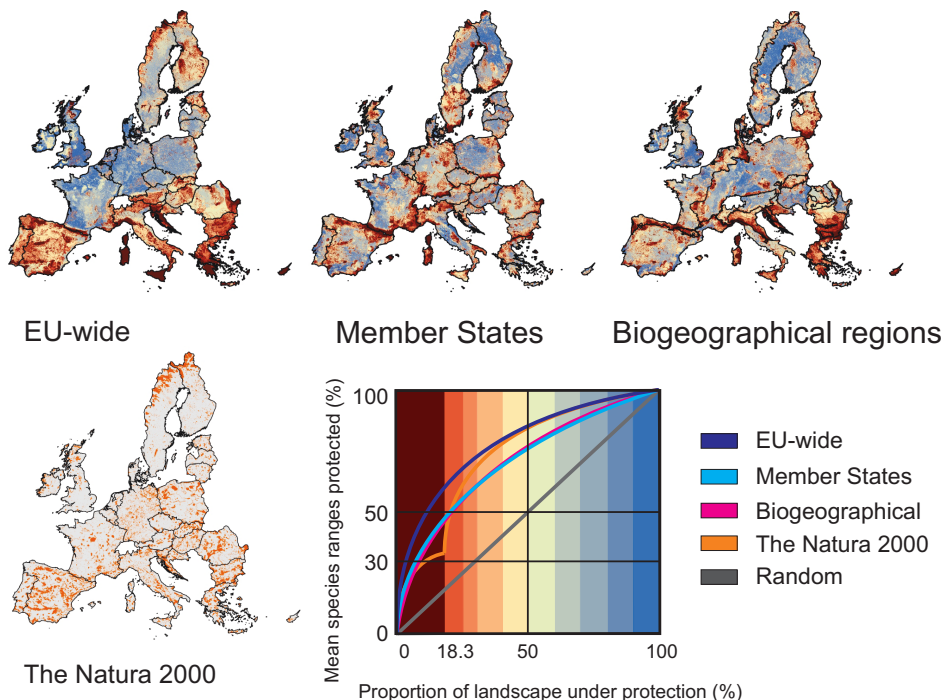 EU-wide
Member States
Biogeographical regions
The Natura 2000
Mean species ranges protected (%)
100
50
30
0
0
18.3
50
100
Proportion of landscape under protection (%)
EU-wide
Member States
Biogeographical
The Natura 2000
Random